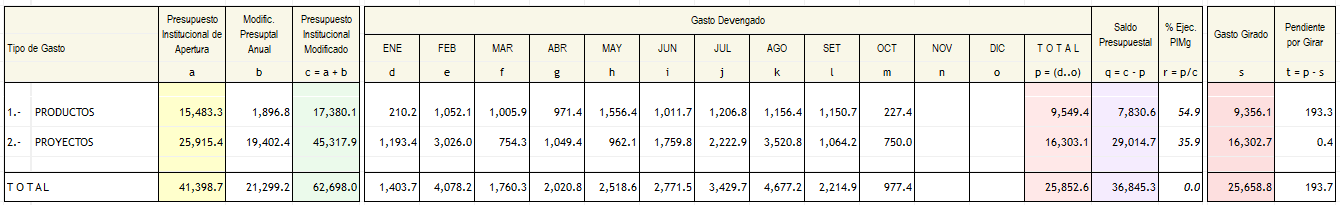 Tipo de Gasto | Presupuesto Institucional de Apertura | Modific. Presuptal Anual | Presupuesto Institucional Modificado | Gasto Devengado | Saldo Presupuestal | % Ejec. PIMg | Gasto Girado | Pendiente por Girar
ENE | FEB | MAR | ABR | MAY | JUN | JUL | AGO | SET | OCT | NOV | DIC | T O T A L
a | b | c = a + b | d | e | f | g | h | i | j | k | l | m | n | o | p = (d..o) | q = c - p | r = p/c | s | t = p - s
1.- PRODUCTOS | 15,483.3 | 1,896.8 | 17,380.1 | 210.2 | 1,052.1 | 1,005.9 | 971.4 | 1,556.4 | 1,011.7 | 1,206.8 | 1,156.4 | 1,150.7 | 227.4 | 9,549.4 | 7,830.6 | 54.9 | 9,356.1 | 193.3
2.- PROYECTOS | 25,915.4 | 19,402.4 | 45,317.9 | 1,193.4 | 3,026.0 | 754.3 | 1,049.4 | 962.1 | 1,759.8 | 2,222.9 | 3,520.8 | 1,064.2 | 750.0 | 16,303.1 | 29,014.7 | 35.9 | 16,302.7 | 0.4
T O T A L | 41,398.7 | 21,299.2 | 62,698.0 | 1,403.7 | 4,078.2 | 1,760.3 | 2,020.8 | 2,518.6 | 2,771.5 | 3,429.7 | 4,677.2 | 2,214.9 | 977.4 | 25,852.6 | 36,845.3 | 0.0 | 25,658.8 | 193.7